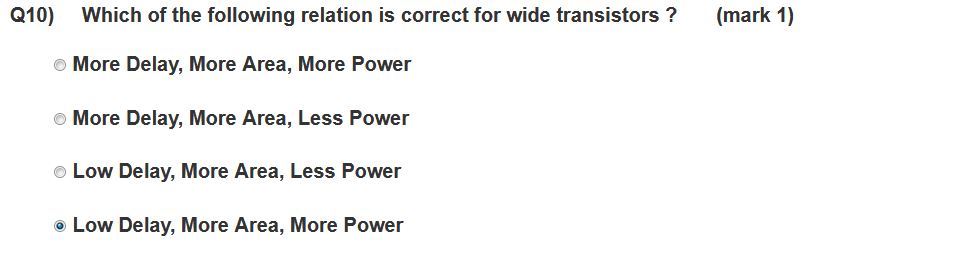 Q10) Which of the following relation is correct for wide transistors ? (mark 1)
More Delay, More Area, More Power
More Delay, More Area, Less Power
Low Delay, More Area, Less Power
Low Delay, More Area, More Power